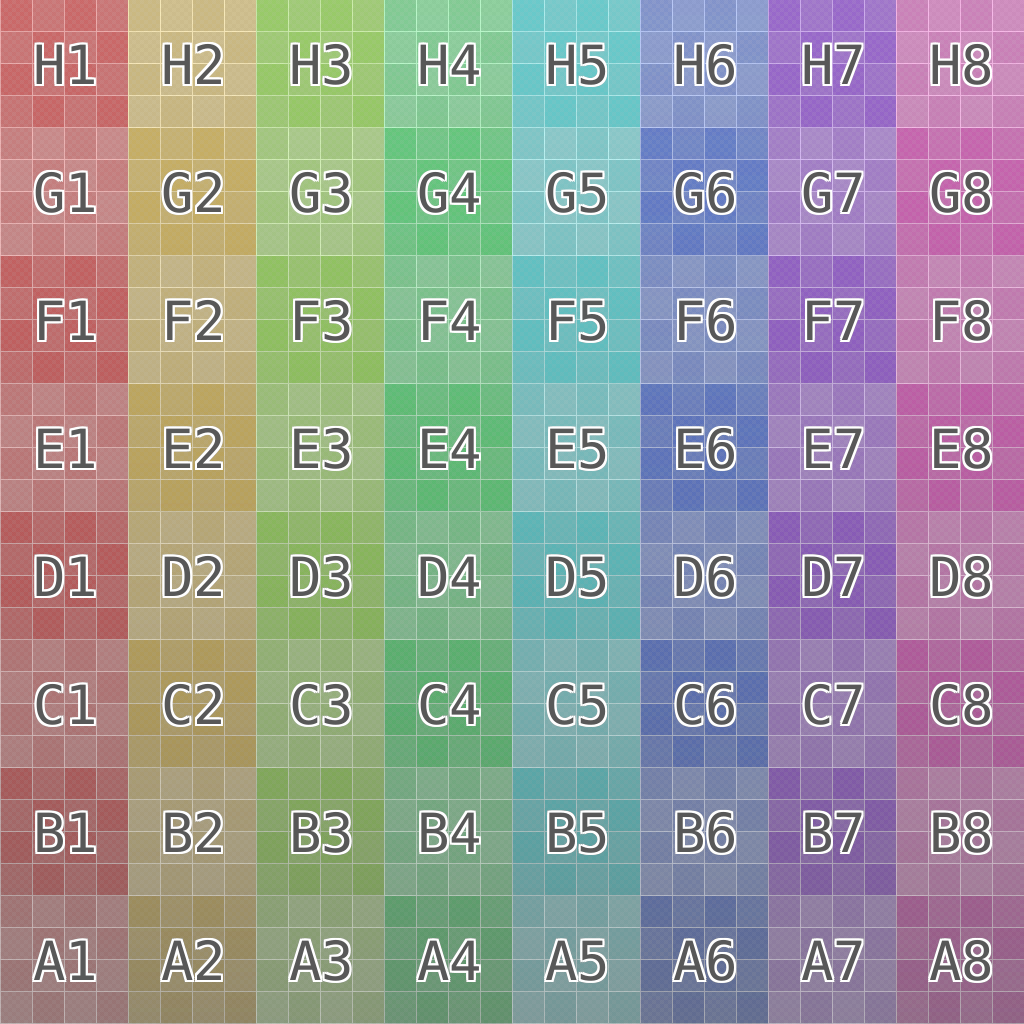 H1 H2 H3 H4 H5 H6 H7 H8
G1 G2 G3 G4 G5 G6 G7 G8
F1 F2 F3 F4 F5 F6 F7 F8
E1 E2 E3 E4 E5 E6 E7 E8
D1 D2 D3 D4 D5 D6 D7 D8
C1 C2 C3 C4 C5 C6 C7 C8
B1 B2 B3 B4 B5 B6 B7 B8
A1 A2 A3 A4 A5 A6 A7 A8